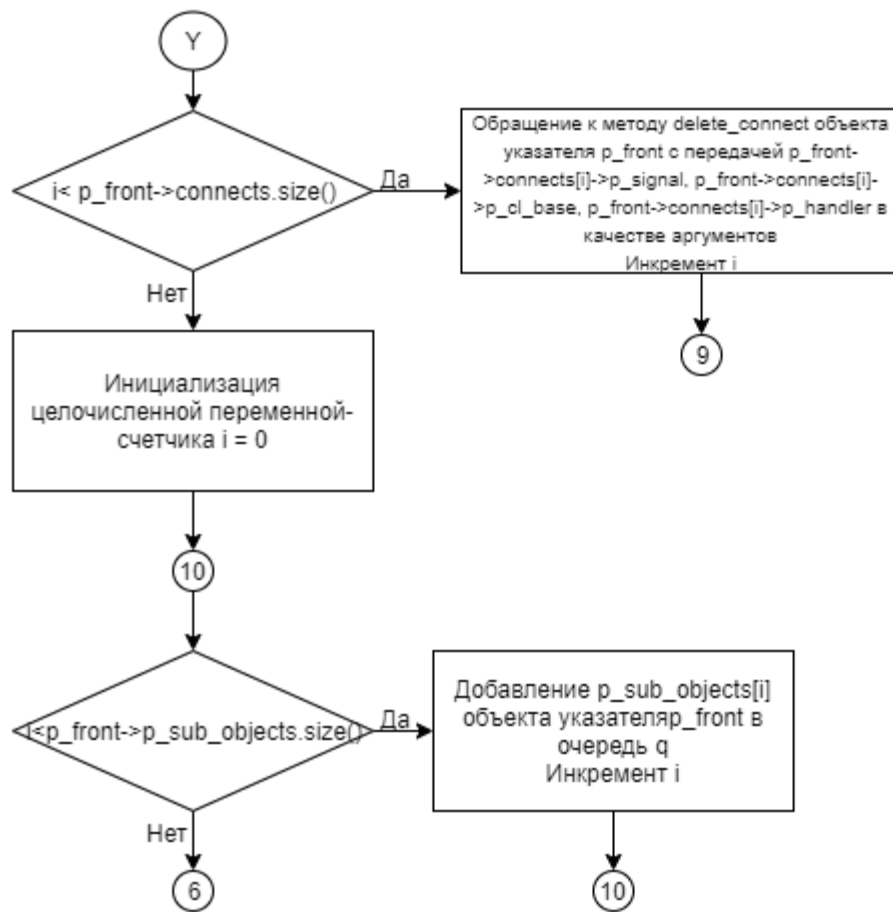 Y
i< p_front->connects.size()
Да
Обращение к методу delete_connect объекта
указателя p_front с передачей p_front-
>connects[i]->p_signal, p_front->connects[i]-
>p_cl_base, p_front->connects[i]->p_handler в
качестве аргументов
Инкремент i
Нет
9
Инициализация
целочисленной переменной-
счетчика i = 0
10
i<p_front->p_sub_objects.size()
Да
Добавление p_sub_objects[i]
объекта указателяp_front в
очередь q
Инкремент i
Нет
6
10